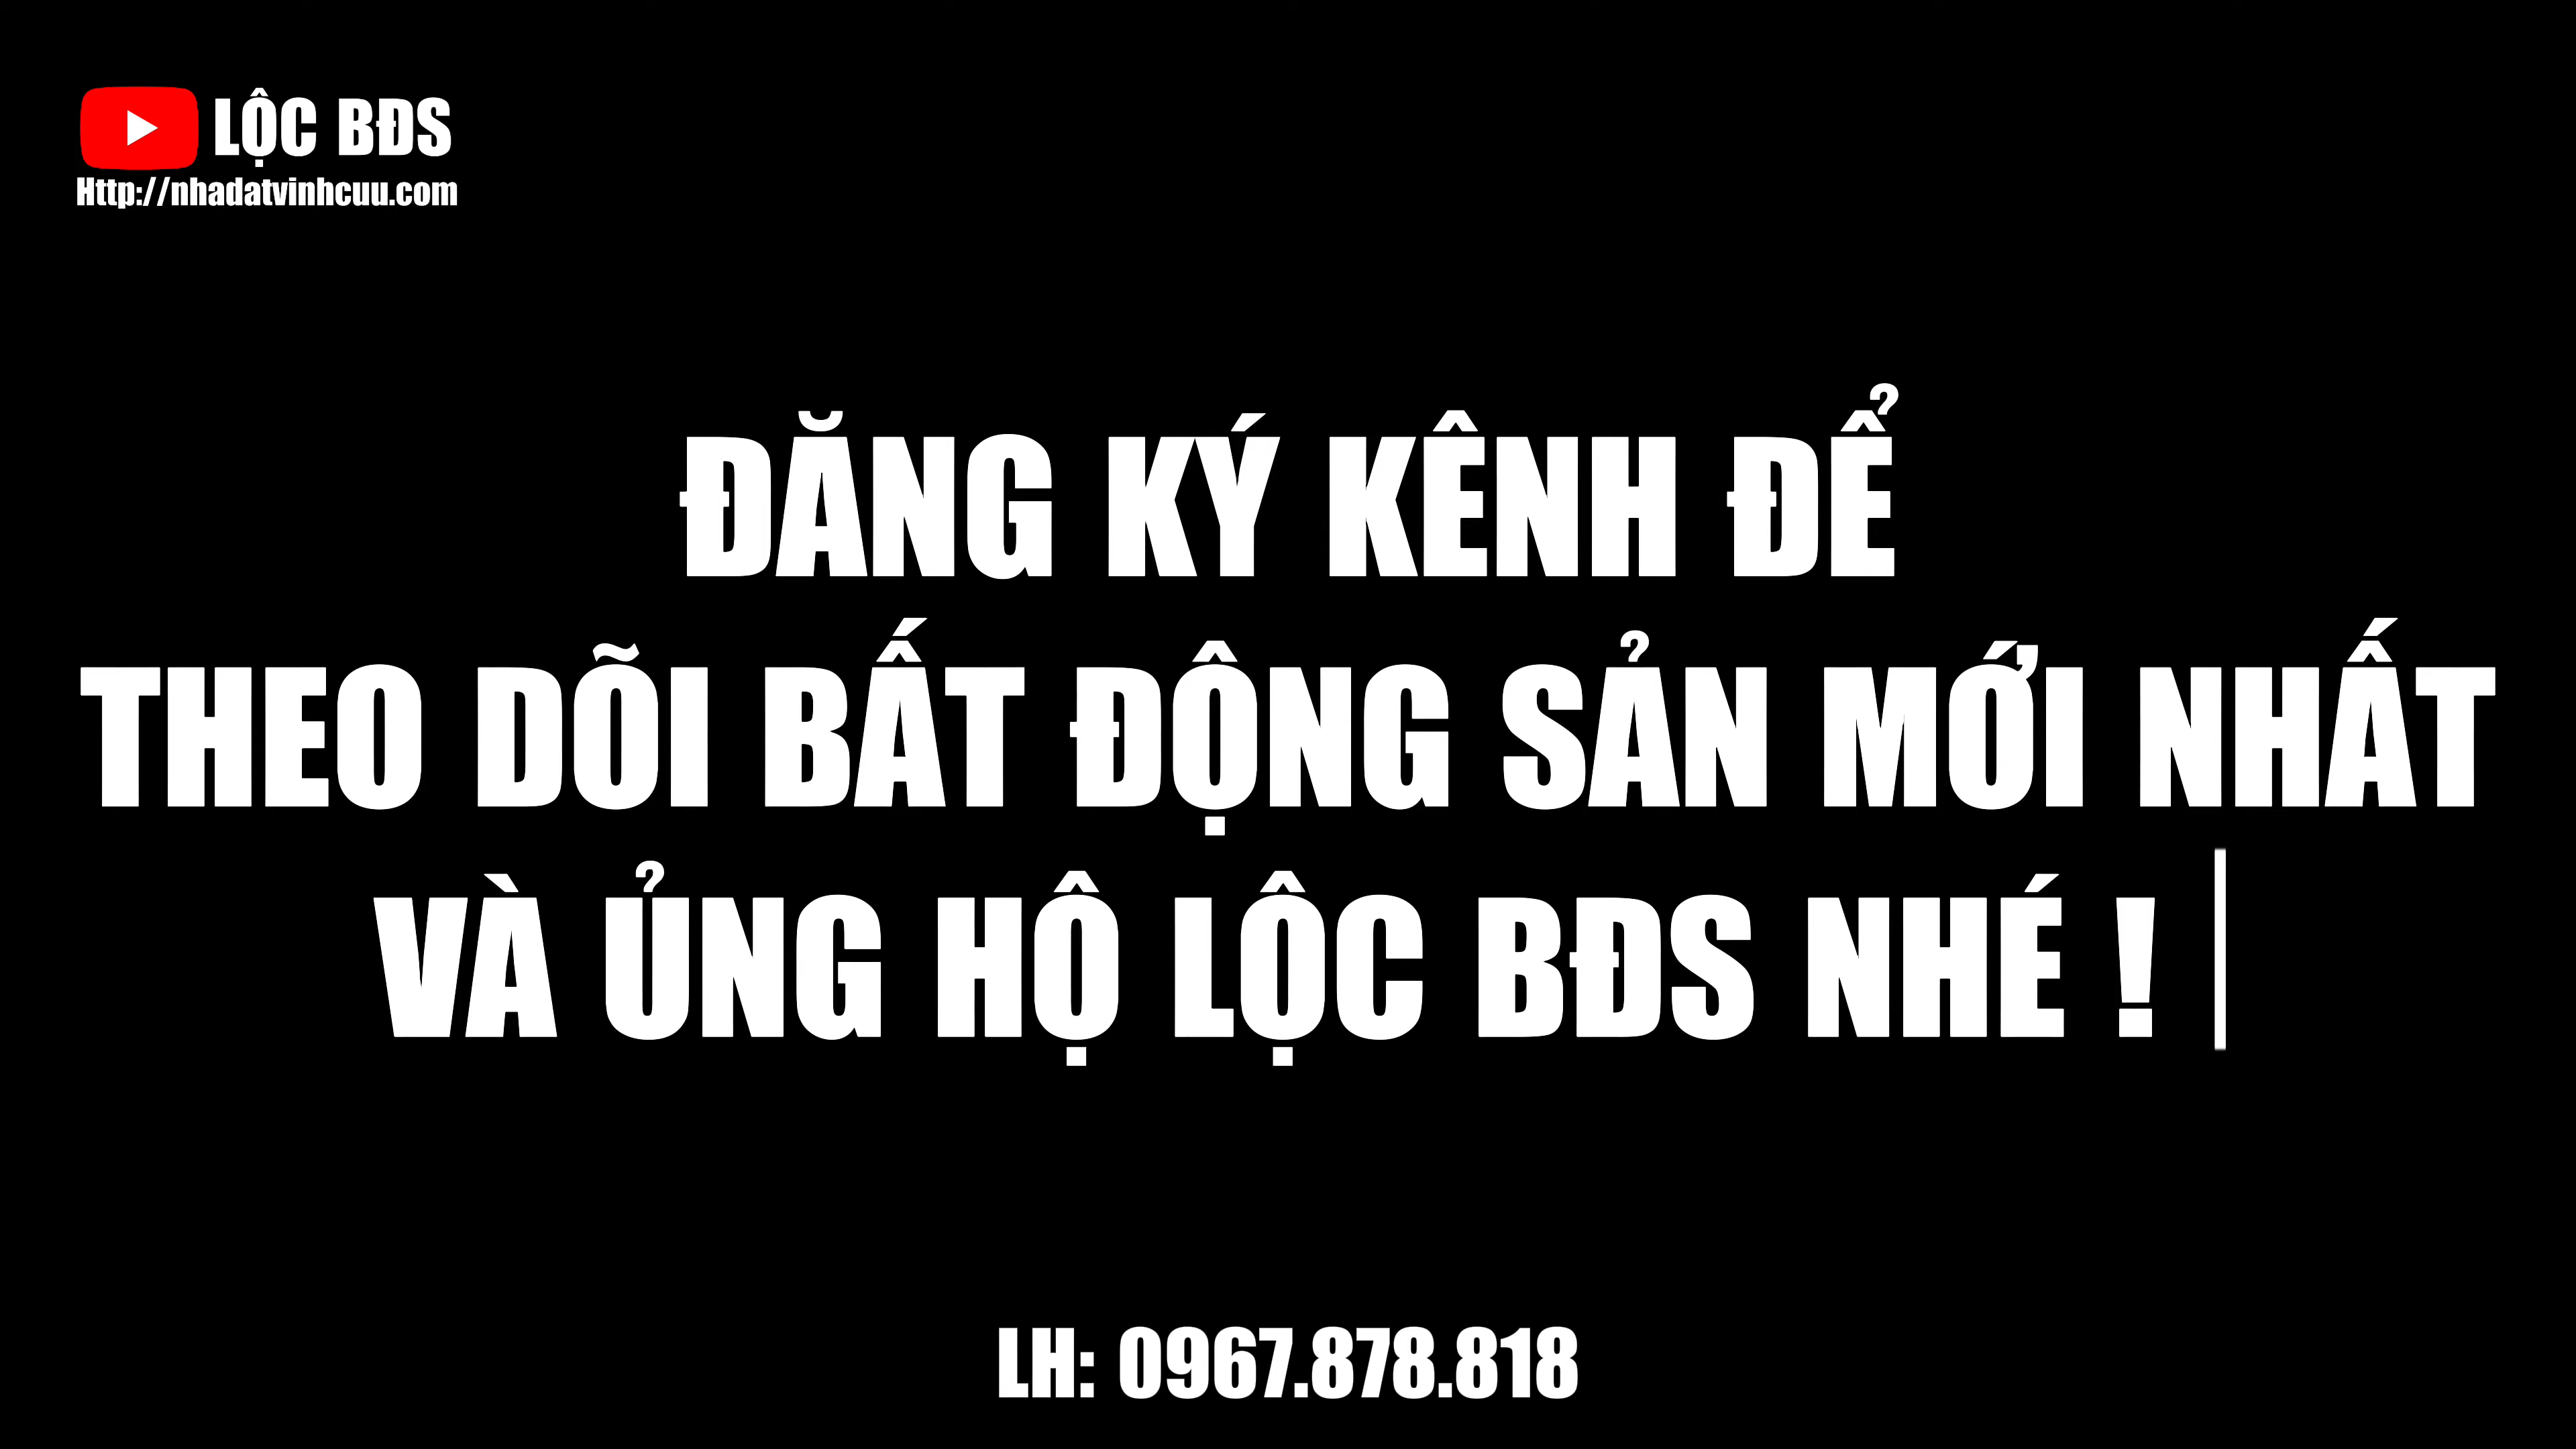 LỘC BĐS
Http://nhadatvinhcuu.com
ĐĂNG KÝ KÊNH ĐỂ
THEO DÕI BẤT ĐỘNG SẢN MỚI NHẤT
VÀ ỦNG HỘ LỘC BĐS NHÉ !
LH: 0967.878.818